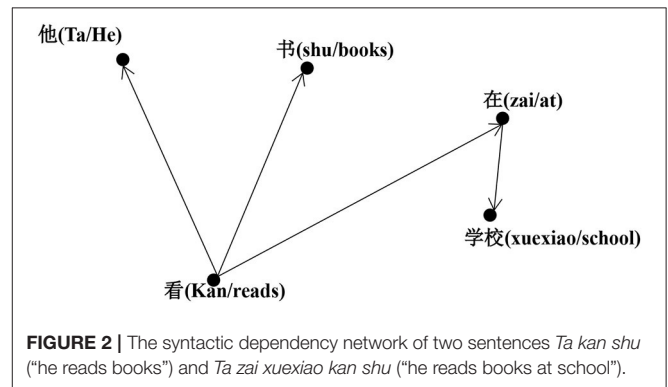 他(Ta/He)
书(shu/books)
在(zai/at)
学校(xuexiao/school)
看(Kan/reads)
FIGURE 2 | The syntactic dependency network of two sentences Ta kan shu
("he reads books") and Ta zai xuexiao kan shu ("he reads books at school").